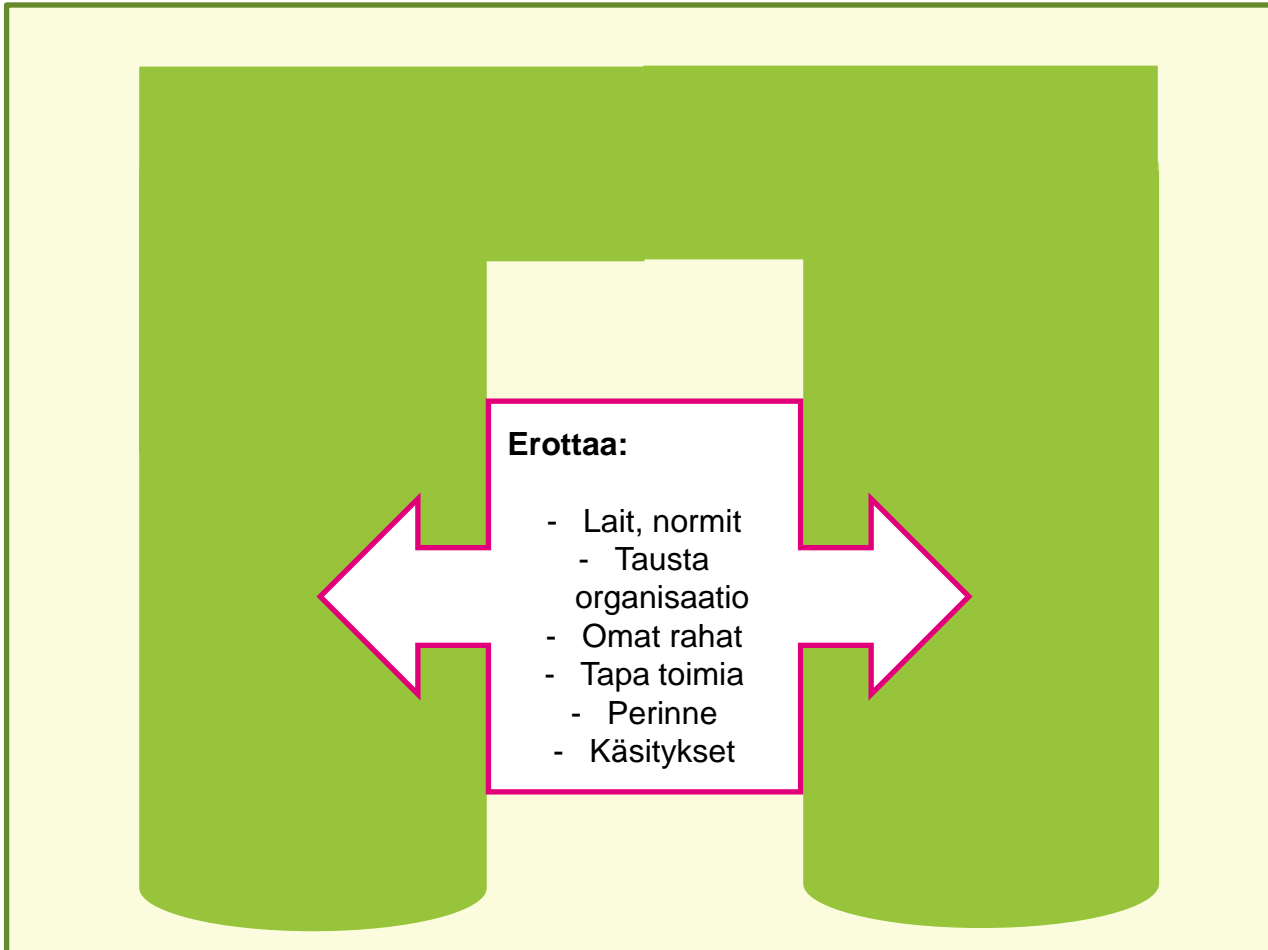 Erottaa:
- Lait, normit
- Tausta
organisaatio
- Omat rahat
- Tapa toimia
- Perinne
- Käsitykset